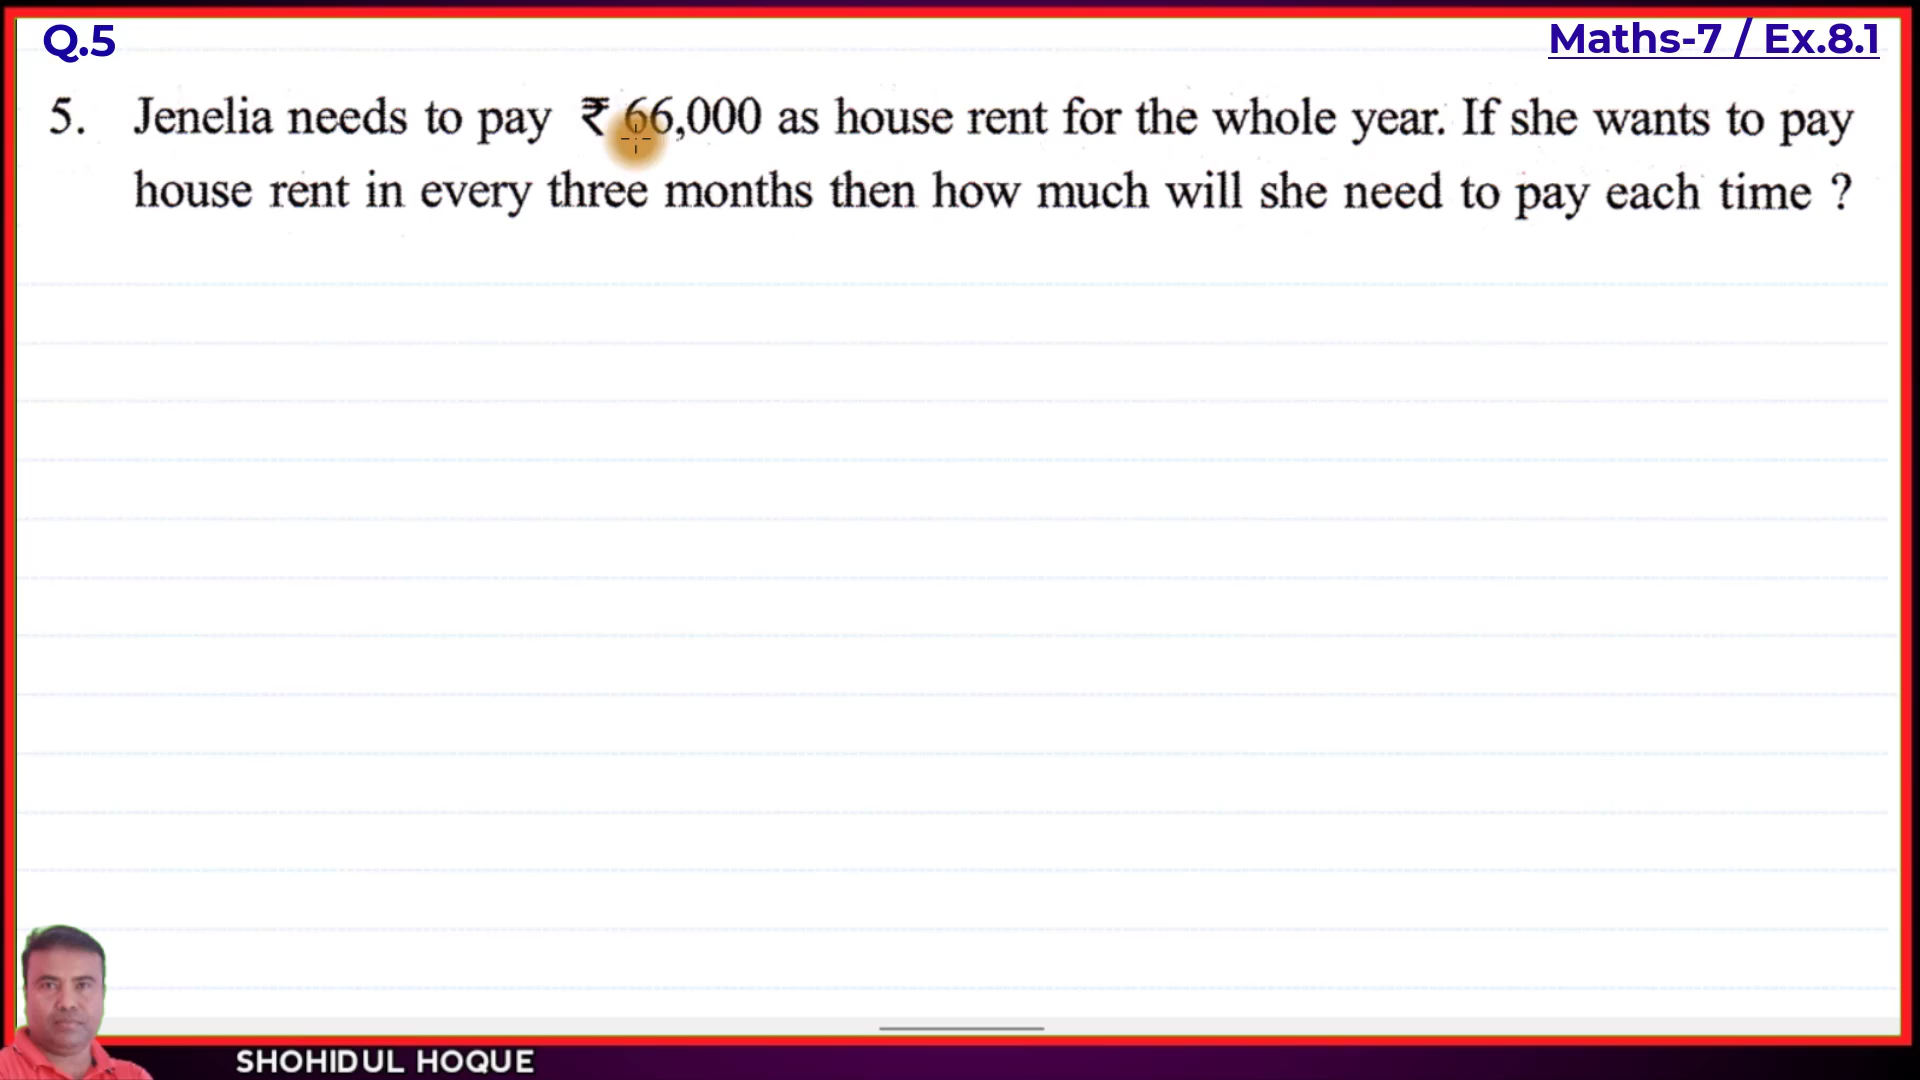 Q.5
Maths-7 / Ex.8.1
5. Jenelia needs to pay ₹ 66,000 as house rent for the whole year. If she wants to pay
house rent in every three months then how much will she need to pay each time ?
SHOHIDUL HOQUE